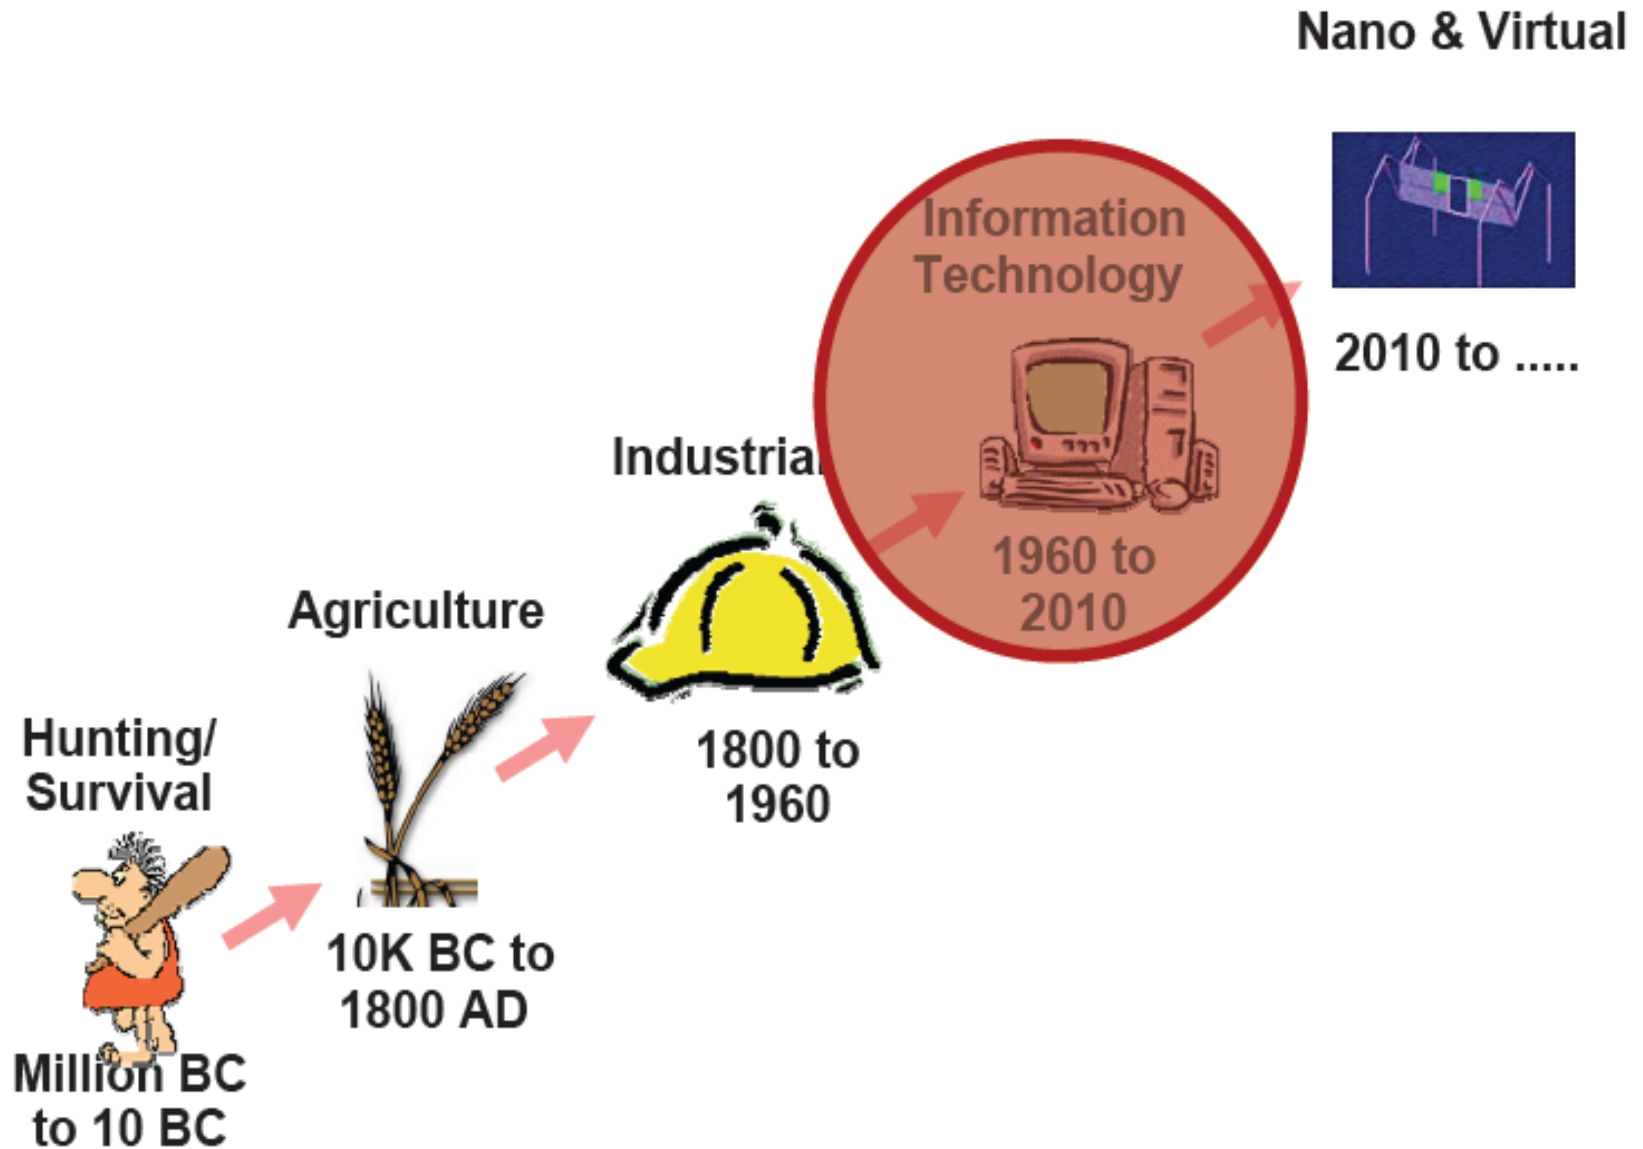 Hunting/
Survival
Million BC
to 10 BC
Agriculture
10K BC to
1800 AD
Industrial
1800 to
1960
Information
Technology
1960 to
2010
Nano & Virtual
2010 to .....